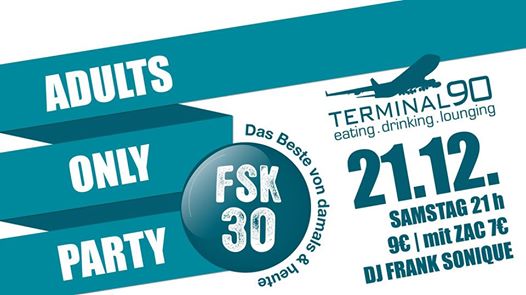 ADULTS
ONLY
PARTY
FSK
30
Das Beste von damals & heute
TERMINAL90
eating.drinking.lounging
21.12.
SAMSTAG 21 h
9€ | mit ZAC 7€
DJ FRANK SONIQUE